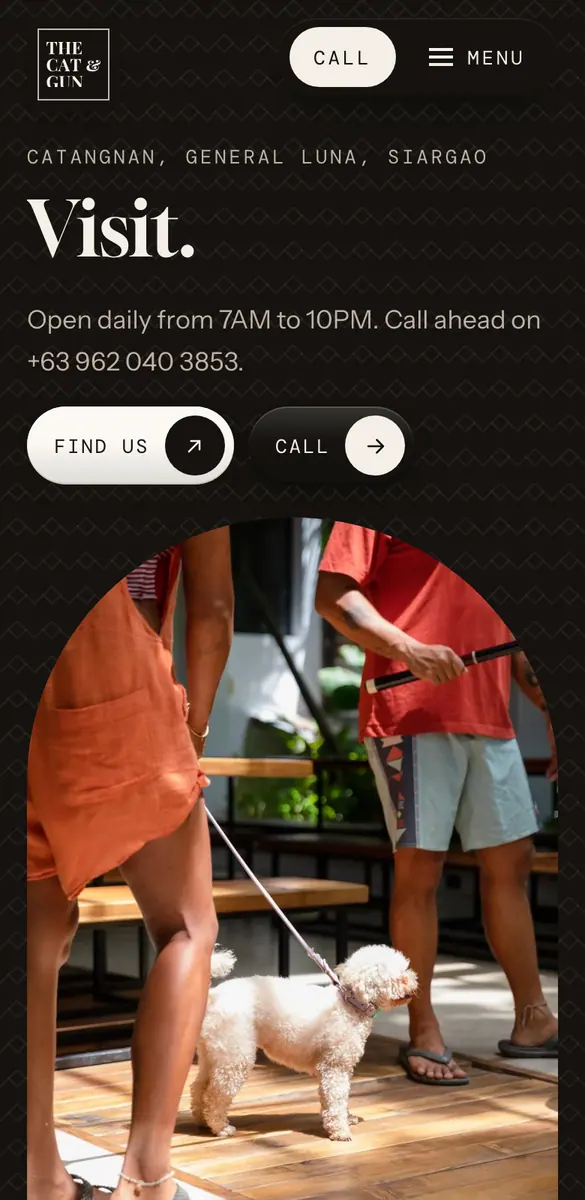 THE
CAT &
GUN
CALL
MENU
CATANGNAN, GENERAL LUNA, SIARGAO
Visit.
Open daily from 7AM to 10PM. Call ahead on
+63 962 040 3853.
FIND US
CALL